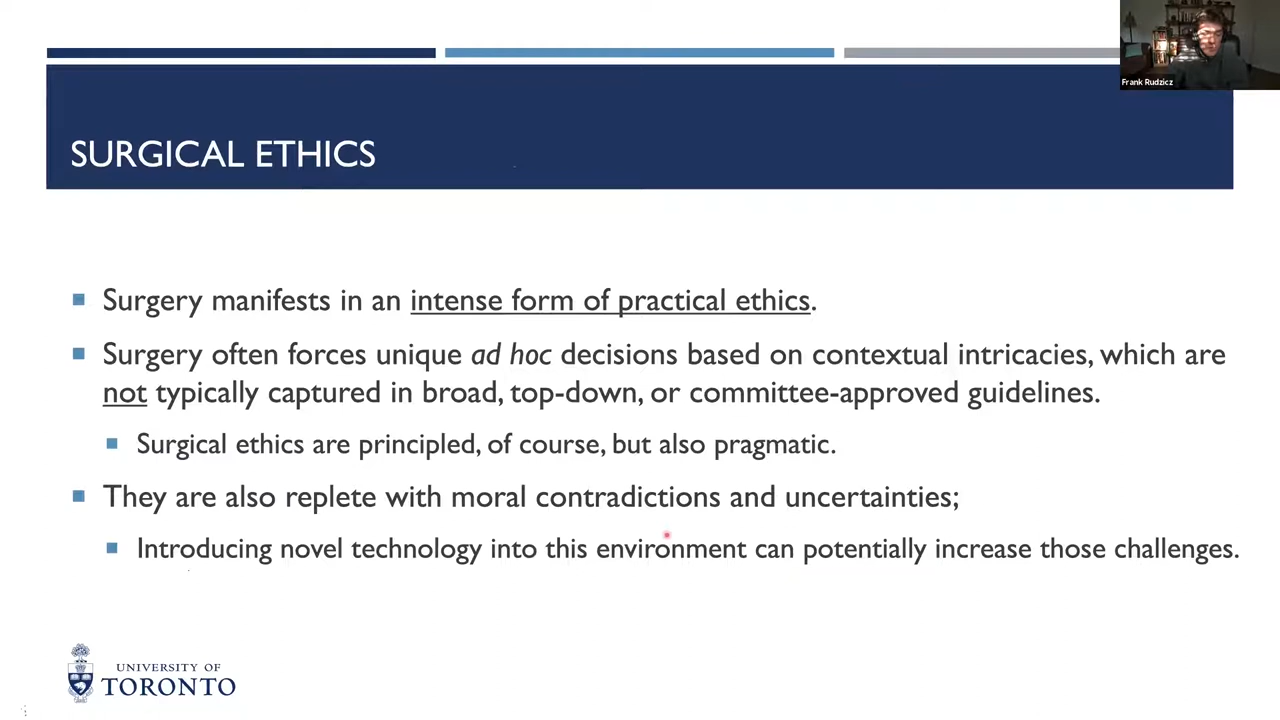 Frank Rudzicz
SURGICAL ETHICS
Surgery manifests in an intense form of practical ethics.
Surgery often forces unique ad hoc decisions based on contextual intricacies, which are
not typically captured in broad, top-down, or committee-approved guidelines.
Surgical ethics are principled, of course, but also pragmatic.
They are also replete with moral contradictions and uncertainties;
Introducing novel technology into this environment can potentially increase those challenges.
UNIVERSITY OF
TORONTO